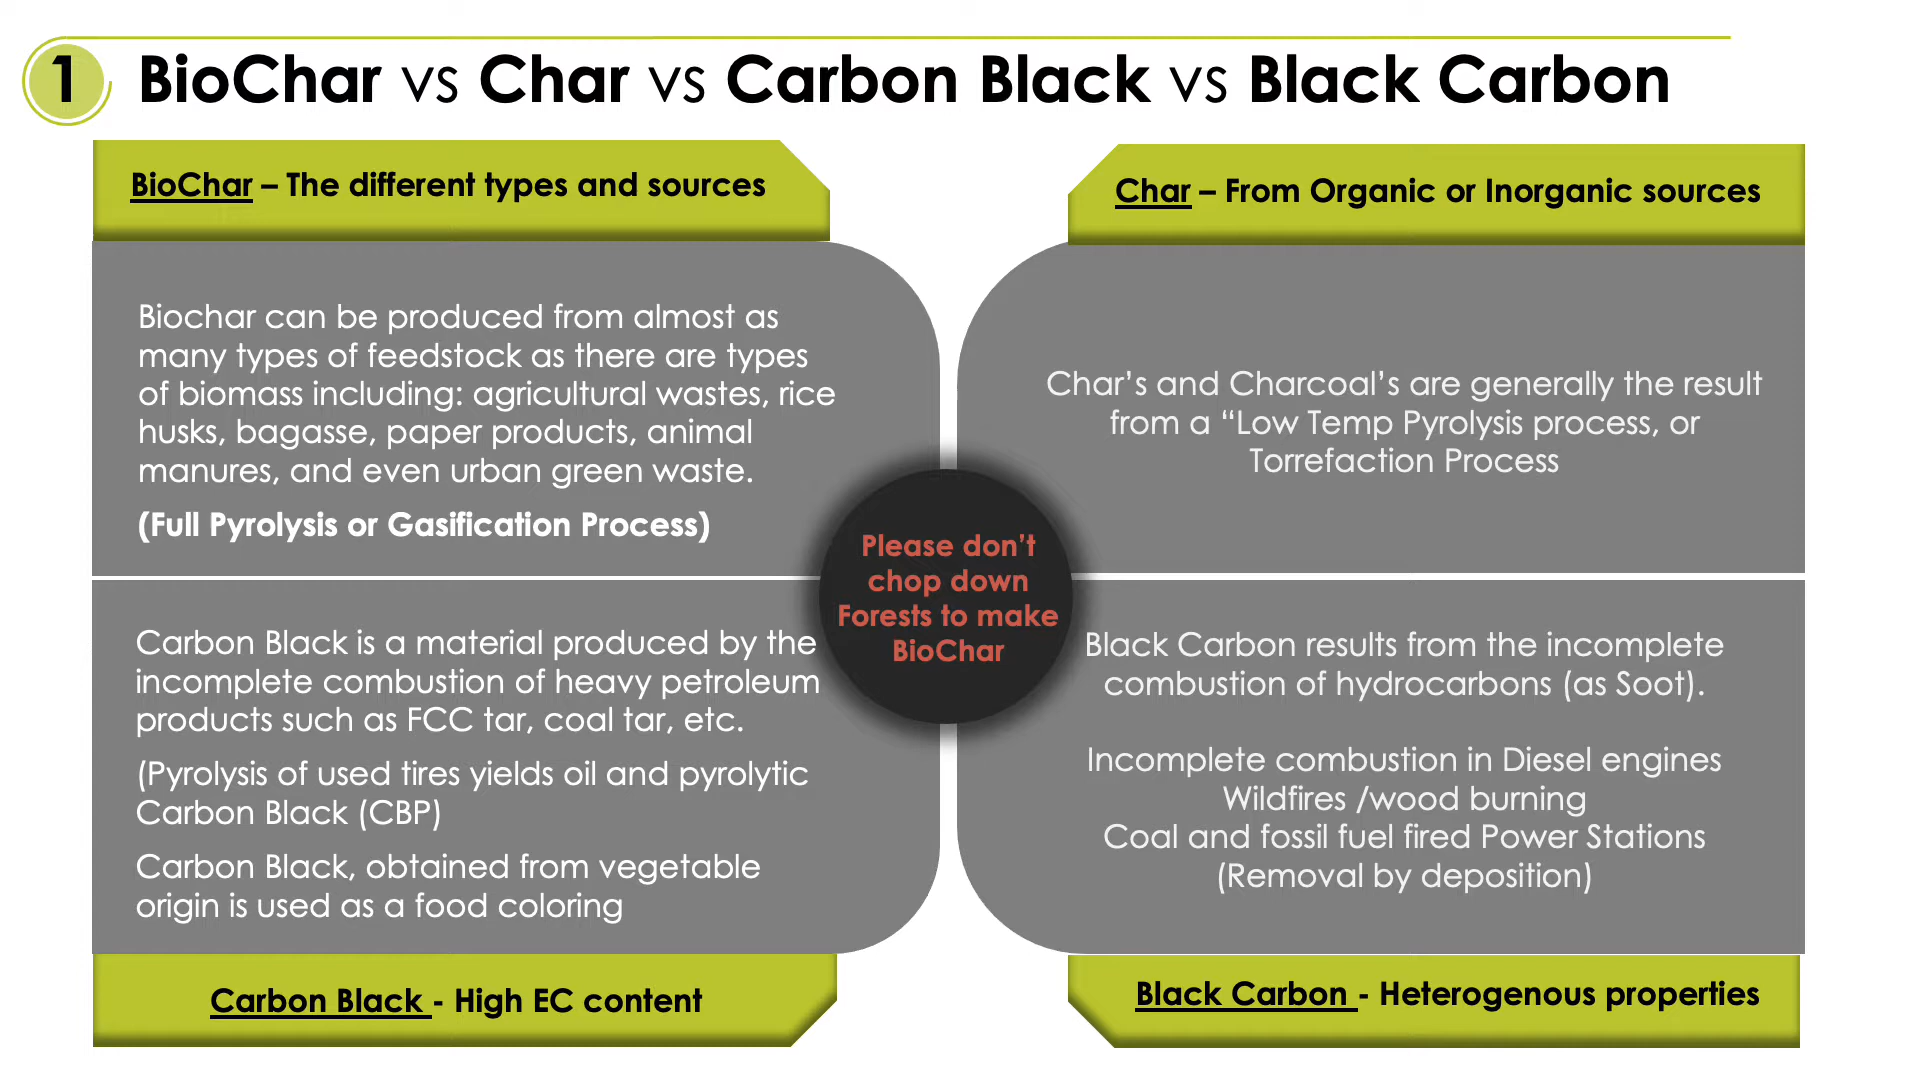 1 BioChar vs Char vs Carbon Black vs Black Carbon
BioChar – The different types and sources
Biochar can be produced from almost as
many types of feedstock as there are types
of biomass including: agricultural wastes, rice
husks, bagasse, paper products, animal
manures, and even urban green waste.
(Full Pyrolysis or Gasification Process)
Char – From Organic or Inorganic sources
Char’s and Charcoal’s are generally the result
from a “Low Temp Pyrolysis process, or
Torrefaction Process
Please don’t
chop down
Forests to make
BioChar
Carbon Black is a material produced by the
incomplete combustion of heavy petroleum
products such as FCC tar, coal tar, etc.
(Pyrolysis of used tires yields oil and pyrolytic
Carbon Black (CBP)
Carbon Black, obtained from vegetable
origin is used as a food coloring
Carbon Black - High EC content
Black Carbon results from the incomplete
combustion of hydrocarbons (as Soot).
Incomplete combustion in Diesel engines
Wildfires /wood burning
Coal and fossil fuel fired Power Stations
(Removal by deposition)
Black Carbon - Heterogenous properties